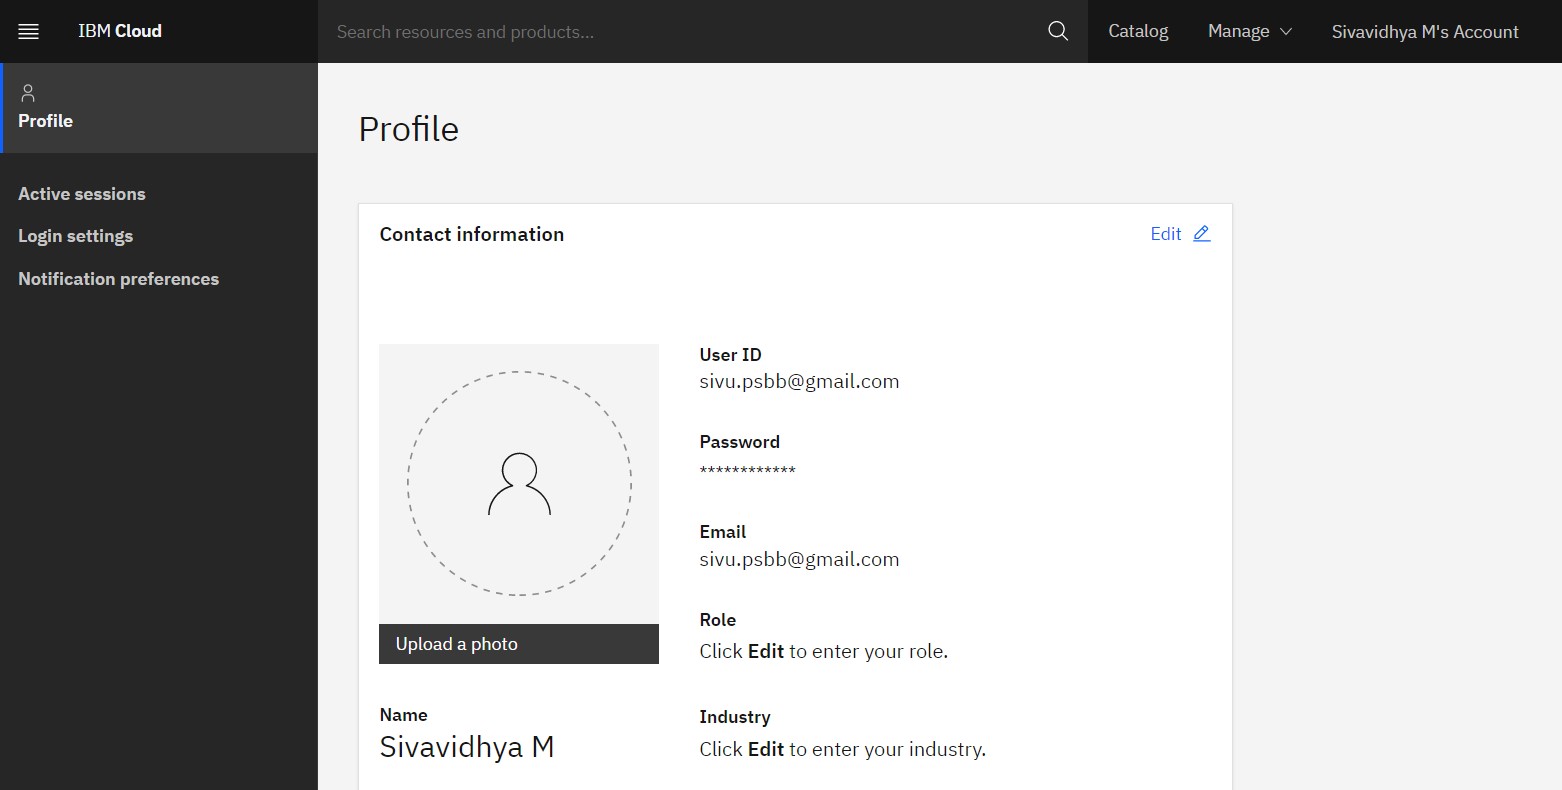 IBM Cloud
Search resources and products...
Catalog
Manage
Sivavidhya M's Account
Profile
Active sessions
Login settings
Notification preferences
Profile
Contact information
Edit
User ID
sivu.psbb@gmail.com
Password
************
Email
sivu.psbb@gmail.com
Role
Click Edit to enter your role.
Upload a photo
Name
Sivavidhya M
Industry
Click Edit to enter your industry.